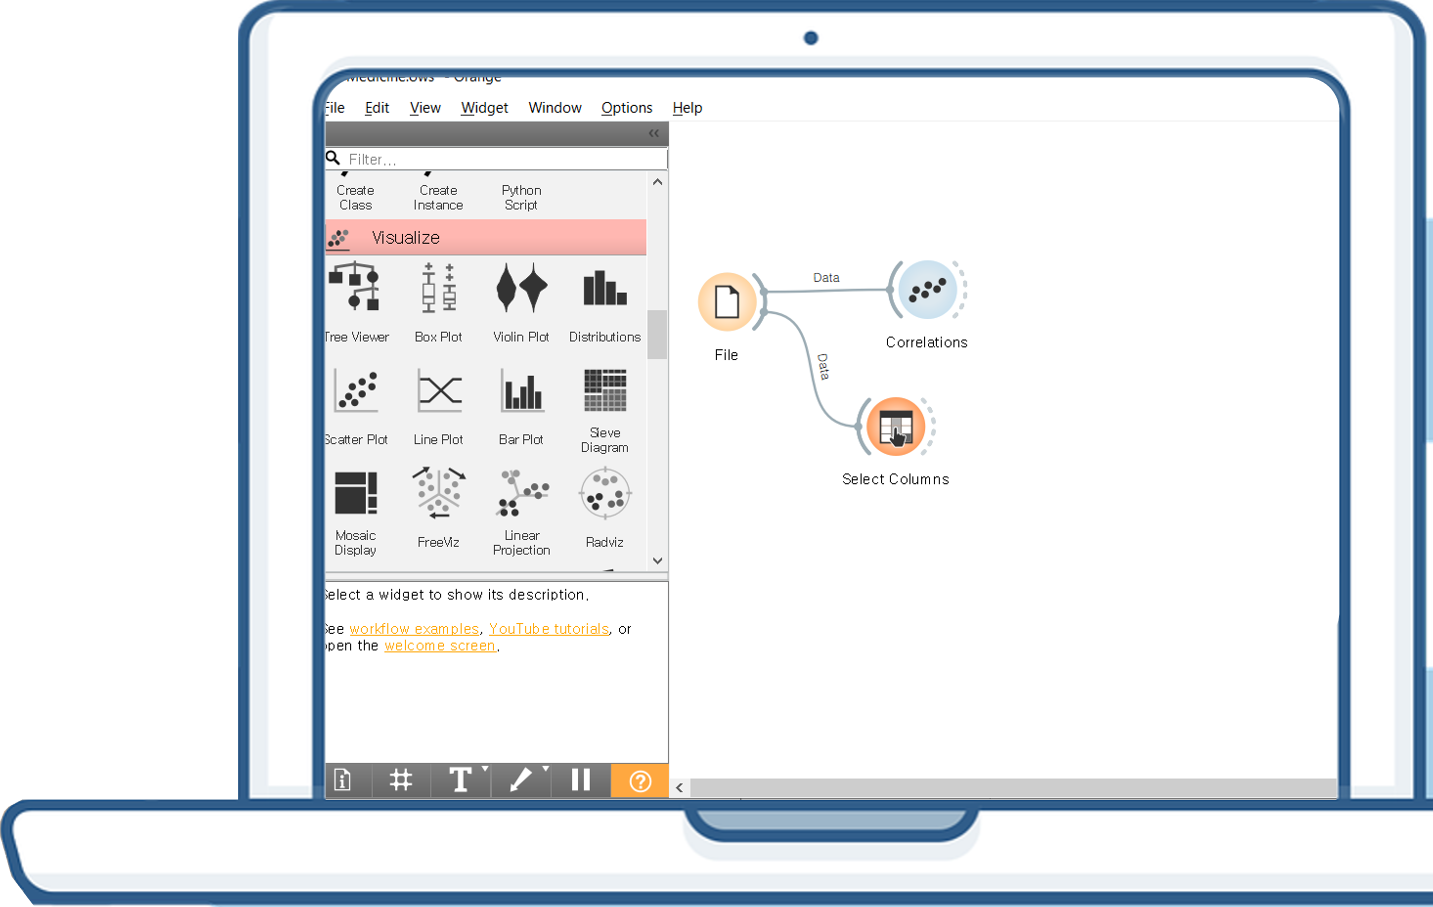 Medicine.ows - Orange
File Edit View Widget Window Options Help
Filter...
Create Class
Create Instance
Python Script
Visualize
Tree Viewer
Box Plot
Violin Plot
Distributions
Scatter Plot
Line Plot
Bar Plot
Sieve Diagram
Mosaic Display
FreeViz
Linear Projection
Radviz
Select a widget to show its description.
See workflow examples, YouTube tutorials, or
open the welcome screen.
Data
File
Correlations
Data
Select Columns